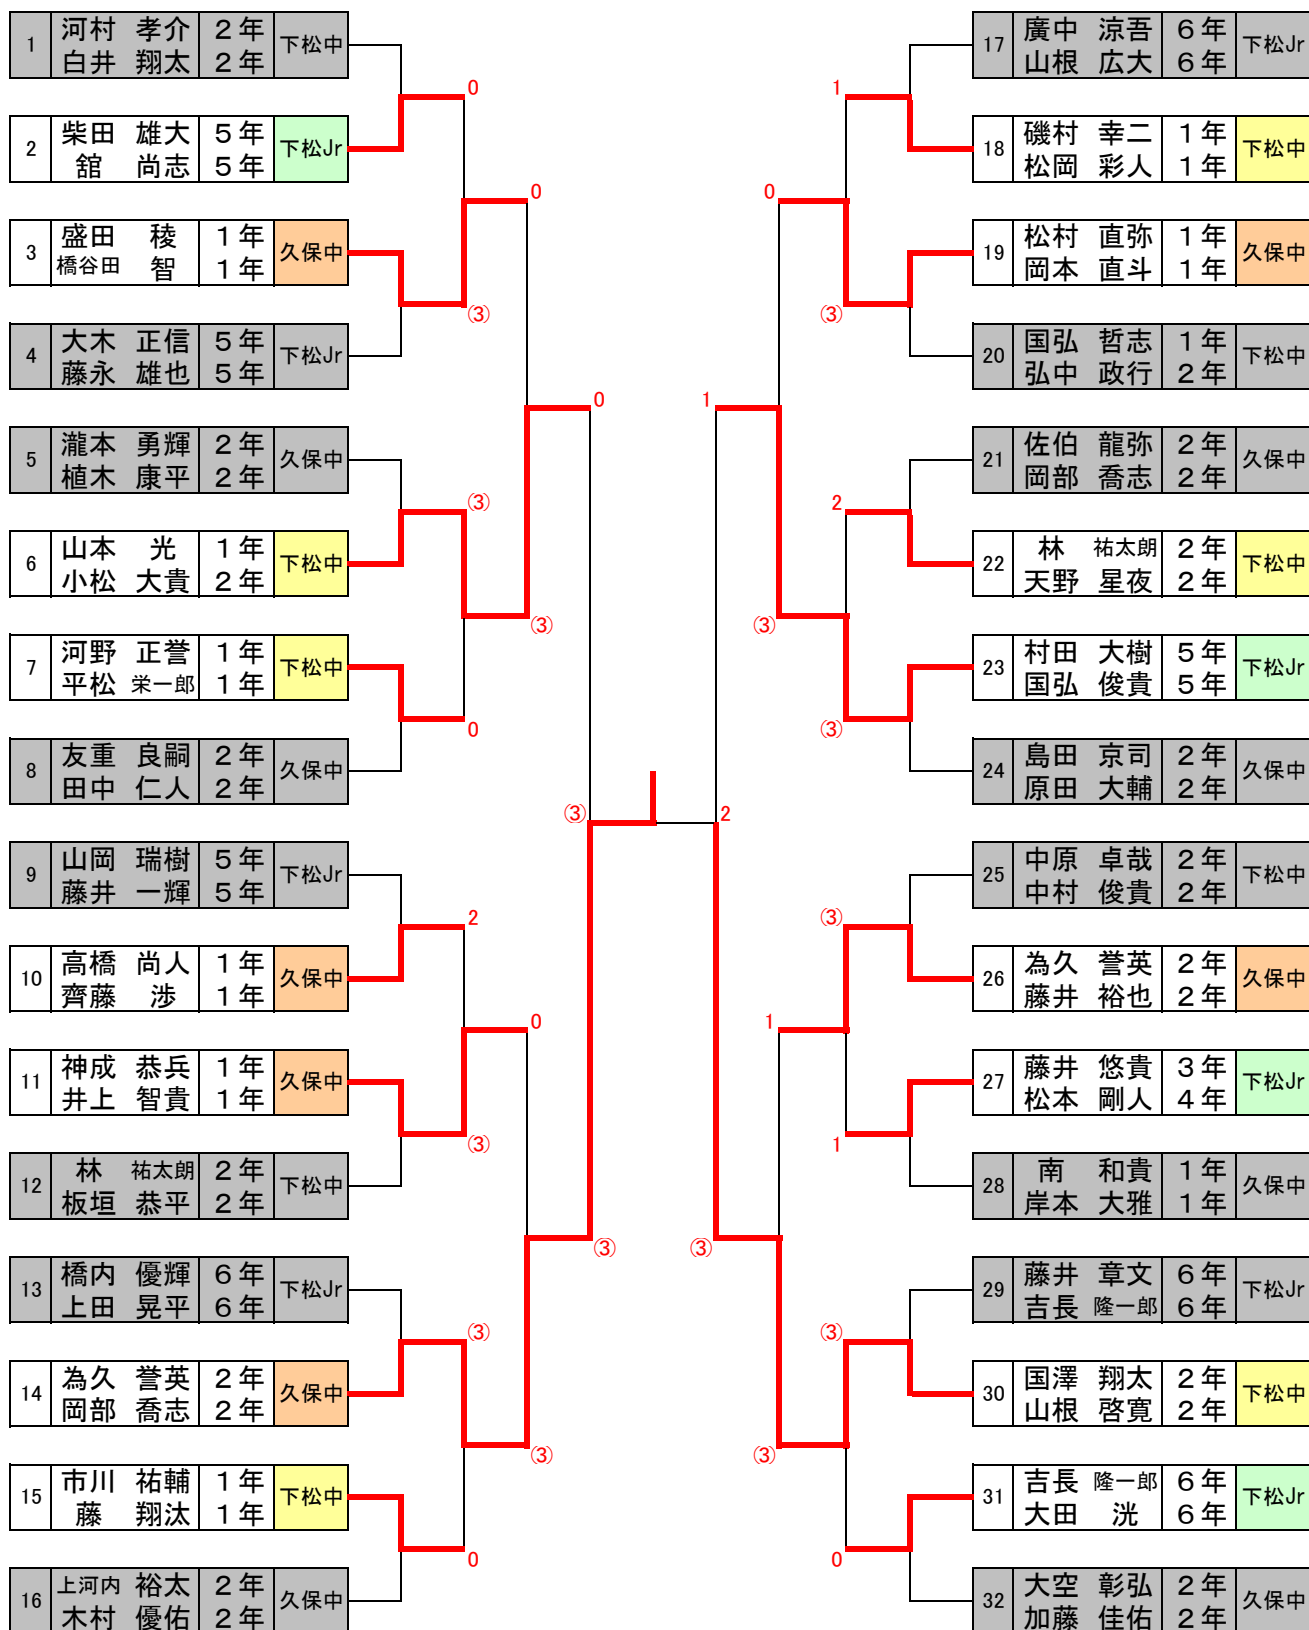 1 河村 孝介 2年 下松中
白井 翔太 2年
0
2 柴田 雄大 5年 下松Jr
舘 尚志 5年
0
3 盛田 稜 1年 久保中
橋谷田 智 1年
③
4 大木 正信 5年 下松Jr
藤永 雄也 5年
0
5 瀧本 勇輝 2年 久保中
植木 康平 2年
③
6 山本 光 1年 下松中
小松 大貴 2年
③
7 河野 正誉 1年 下松中
平松 栄一郎 1年
0
8 友重 良嗣 2年 久保中
田中 仁人 2年
③
9 山岡 瑞樹 5年 下松Jr
藤井 一輝 5年
2
10 高橋 尚人 1年 久保中
齊藤 渉 1年
0
11 神成 恭兵 1年 久保中
井上 智貴 1年
③
12 林 祐太朗 2年 下松中
板垣 恭平 2年
③
13 橋内 優輝 6年 下松Jr
上田 晃平 6年
③
14 為久 誉英 2年 久保中
岡部 喬志 2年
③
15 市川 祐輔 1年 下松中
藤 翔汰 1年
0
16 上河内 裕太 2年 久保中
木村 優佑 2年
17 廣中 涼吾 6年 下松Jr
山根 広大 6年
1
18 磯村 幸二 1年 下松中
松岡 彩人 1年
0
19 松村 直弥 1年 久保中
岡本 直斗 1年
③
20 国弘 哲志 1年 下松中
弘中 政行 2年
1
21 佐伯 龍弥 2年 久保中
岡部 喬志 2年
2
22 林 祐太朗 2年 下松中
天野 星夜 2年
③
23 村田 大樹 5年 下松Jr
国弘 俊貴 5年
③
24 島田 京司 2年 久保中
原田 大輔 2年
2
25 中原 卓哉 2年 下松中
中村 俊貴 2年
③
26 為久 誉英 2年 久保中
藤井 裕也 2年
1
27 藤井 悠貴 3年 下松Jr
松本 剛人 4年
1
28 南 和貴 1年 久保中
岸本 大雅 1年
③
29 藤井 章文 6年 下松Jr
吉長 隆一郎 6年
③
30 国澤 翔太 2年 下松中
山根 啓寛 2年
③
31 吉長 隆一郎 6年 下松Jr
大田 洸 6年
0
32 大空 彰弘 2年 久保中
加藤 佳佑 2年